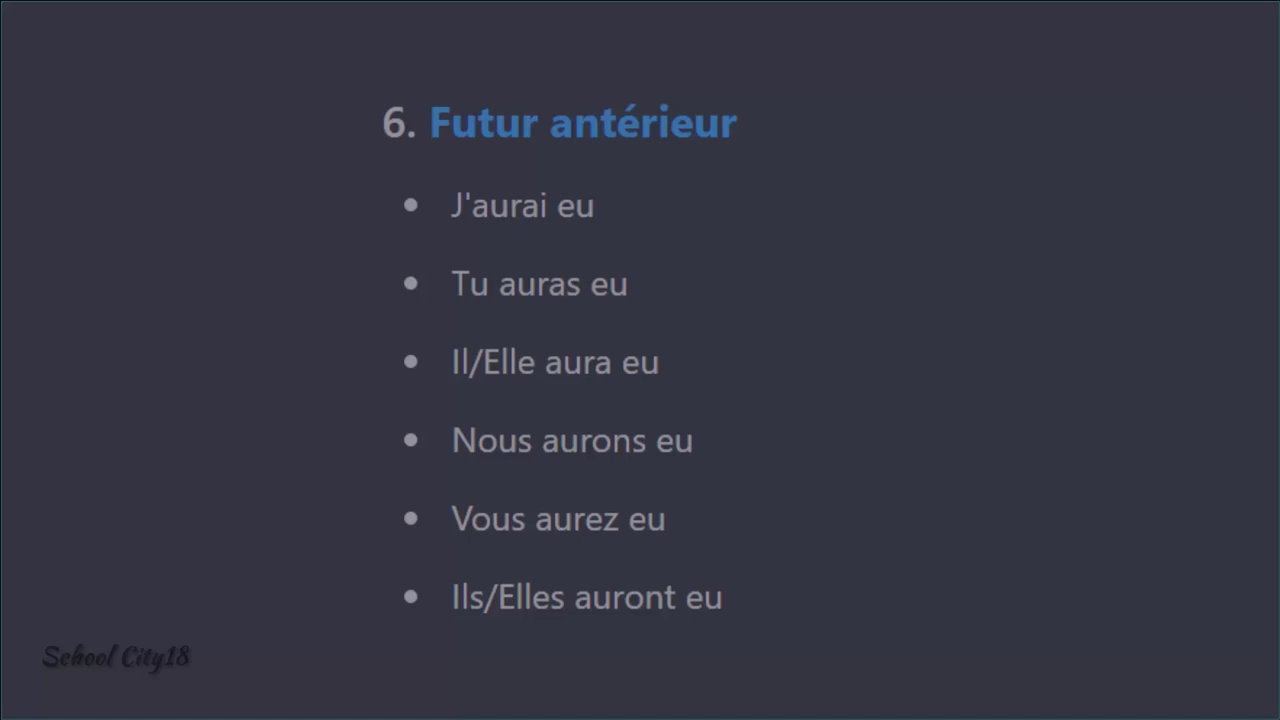 6. Futur antérieur
• J'aurai eu
• Tu auras eu
• Il/Elle aura eu
• Nous aurons eu
• Vous aurez eu
• Ils/Elles auront eu
School City18